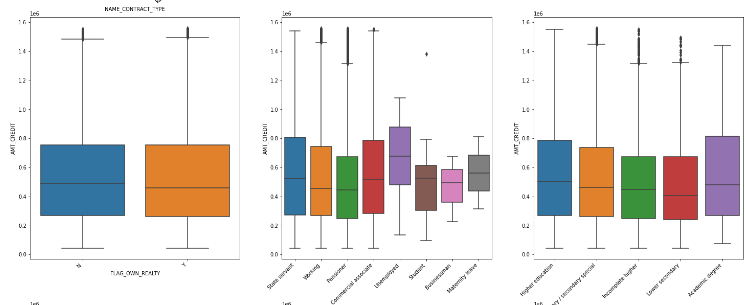 NAME_CONTRACT_TYPE
1e6
1.6
1.4
1.2
1.0
0.8
0.6
0.4
0.2
0.0
AMT_CREDIT
N
Y
FLAG_OWN_REALTY
1e6
1.6
1.4
1.2
1.0
0.8
0.6
0.4
0.2
0.0
AMT_CREDIT
State servant
Working
Pensioner
Commercial associate
Unemployed
Student
Businessman
Maternity leave
1e6
1.6
1.4
1.2
1.0
0.8
0.6
0.4
0.2
0.0
AMT_CREDIT
Higher education
/ secondary special
Incomplete higher
Lower secondary
Academic degree
1e6
1e6
1e6